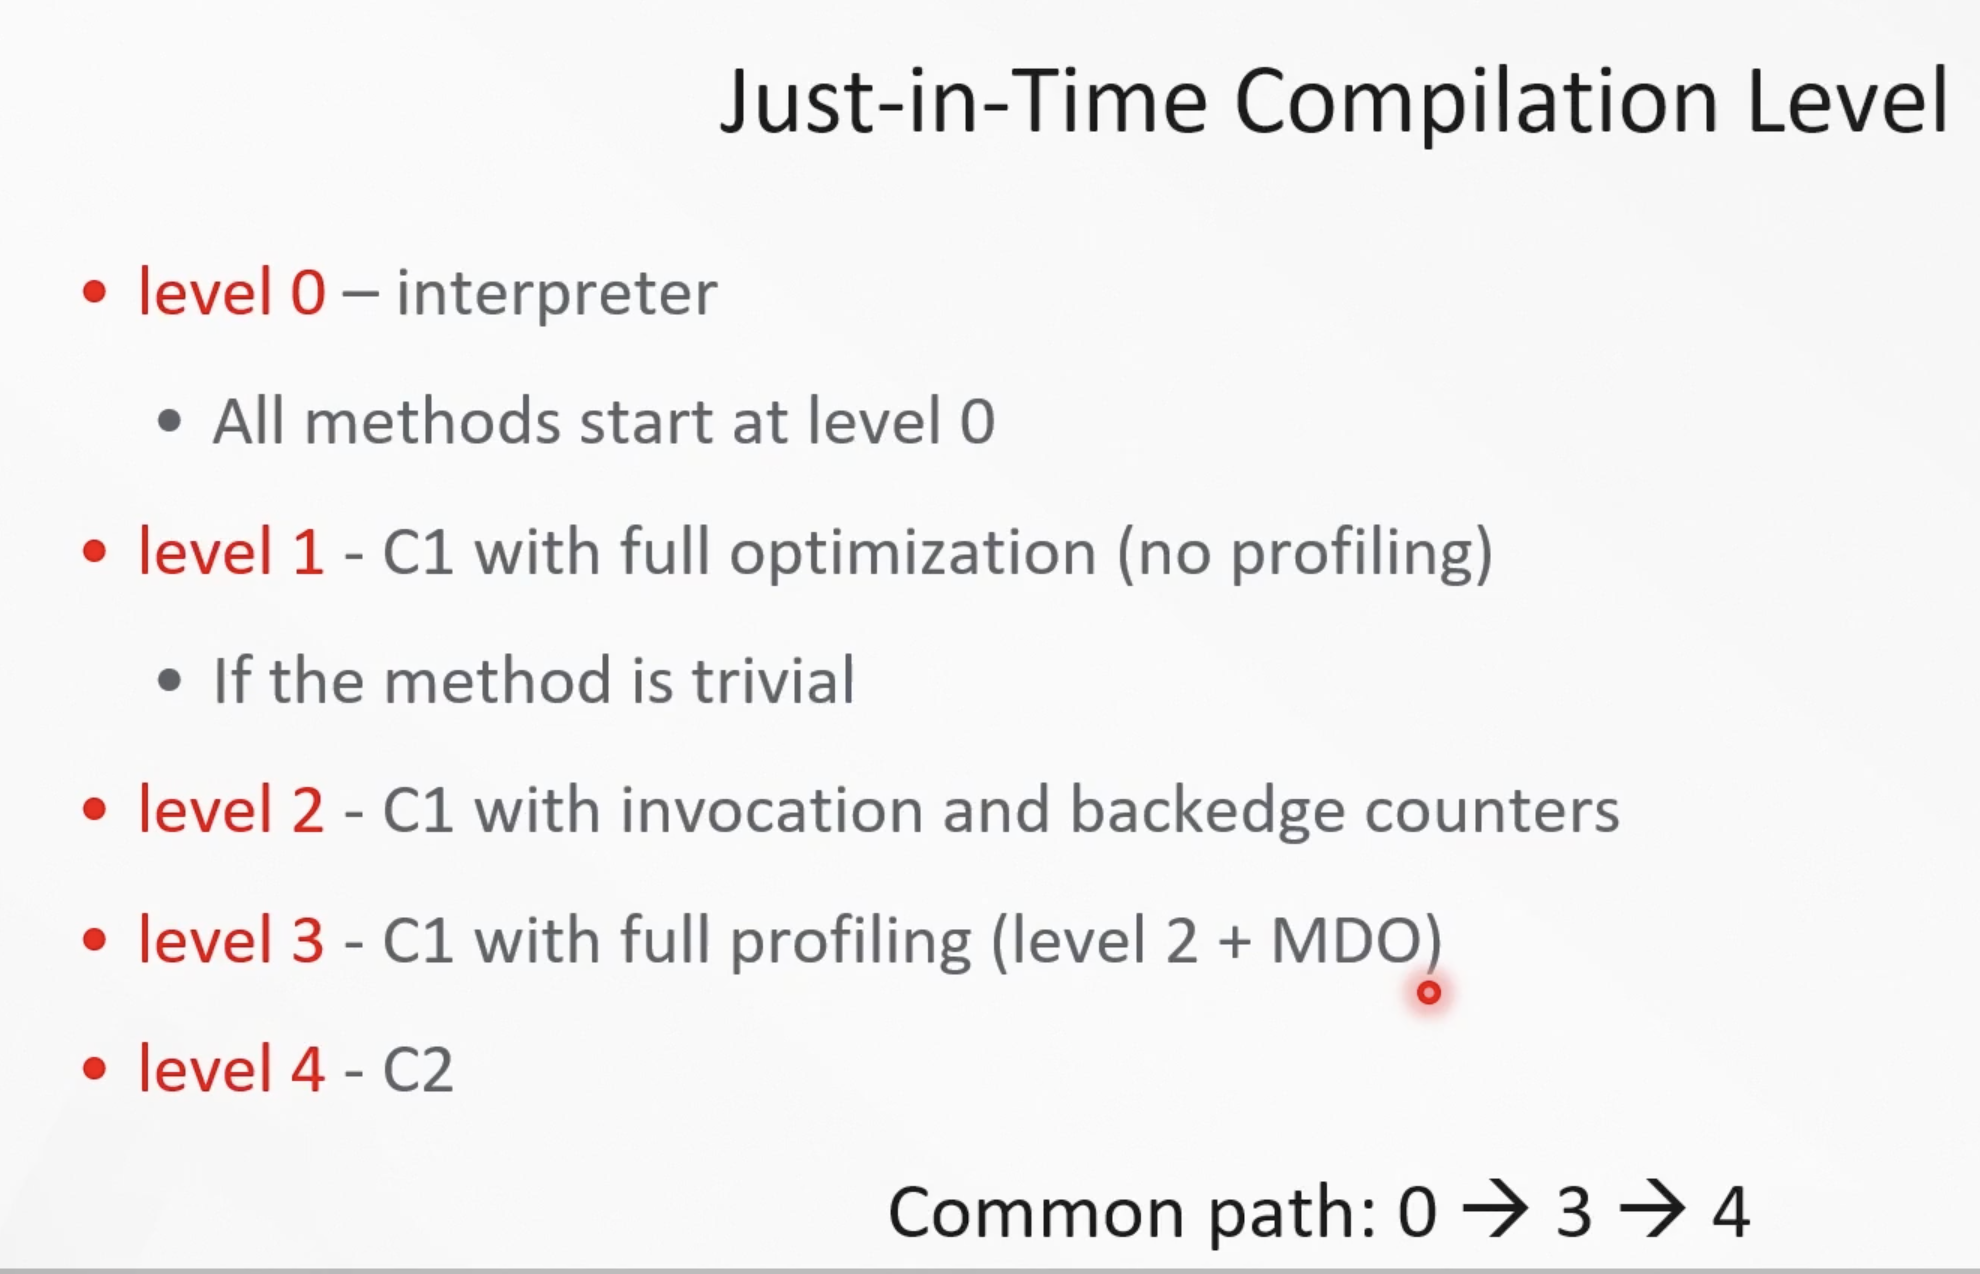 Just-in-Time Compilation Level
• level 0 – interpreter
• All methods start at level 0
• level 1 - C1 with full optimization (no profiling)
• If the method is trivial
• level 2 - C1 with invocation and backedge counters
• level 3 - C1 with full profiling (level 2 + MDO)
• level 4 - C2
Common path: 0 → 3 → 4